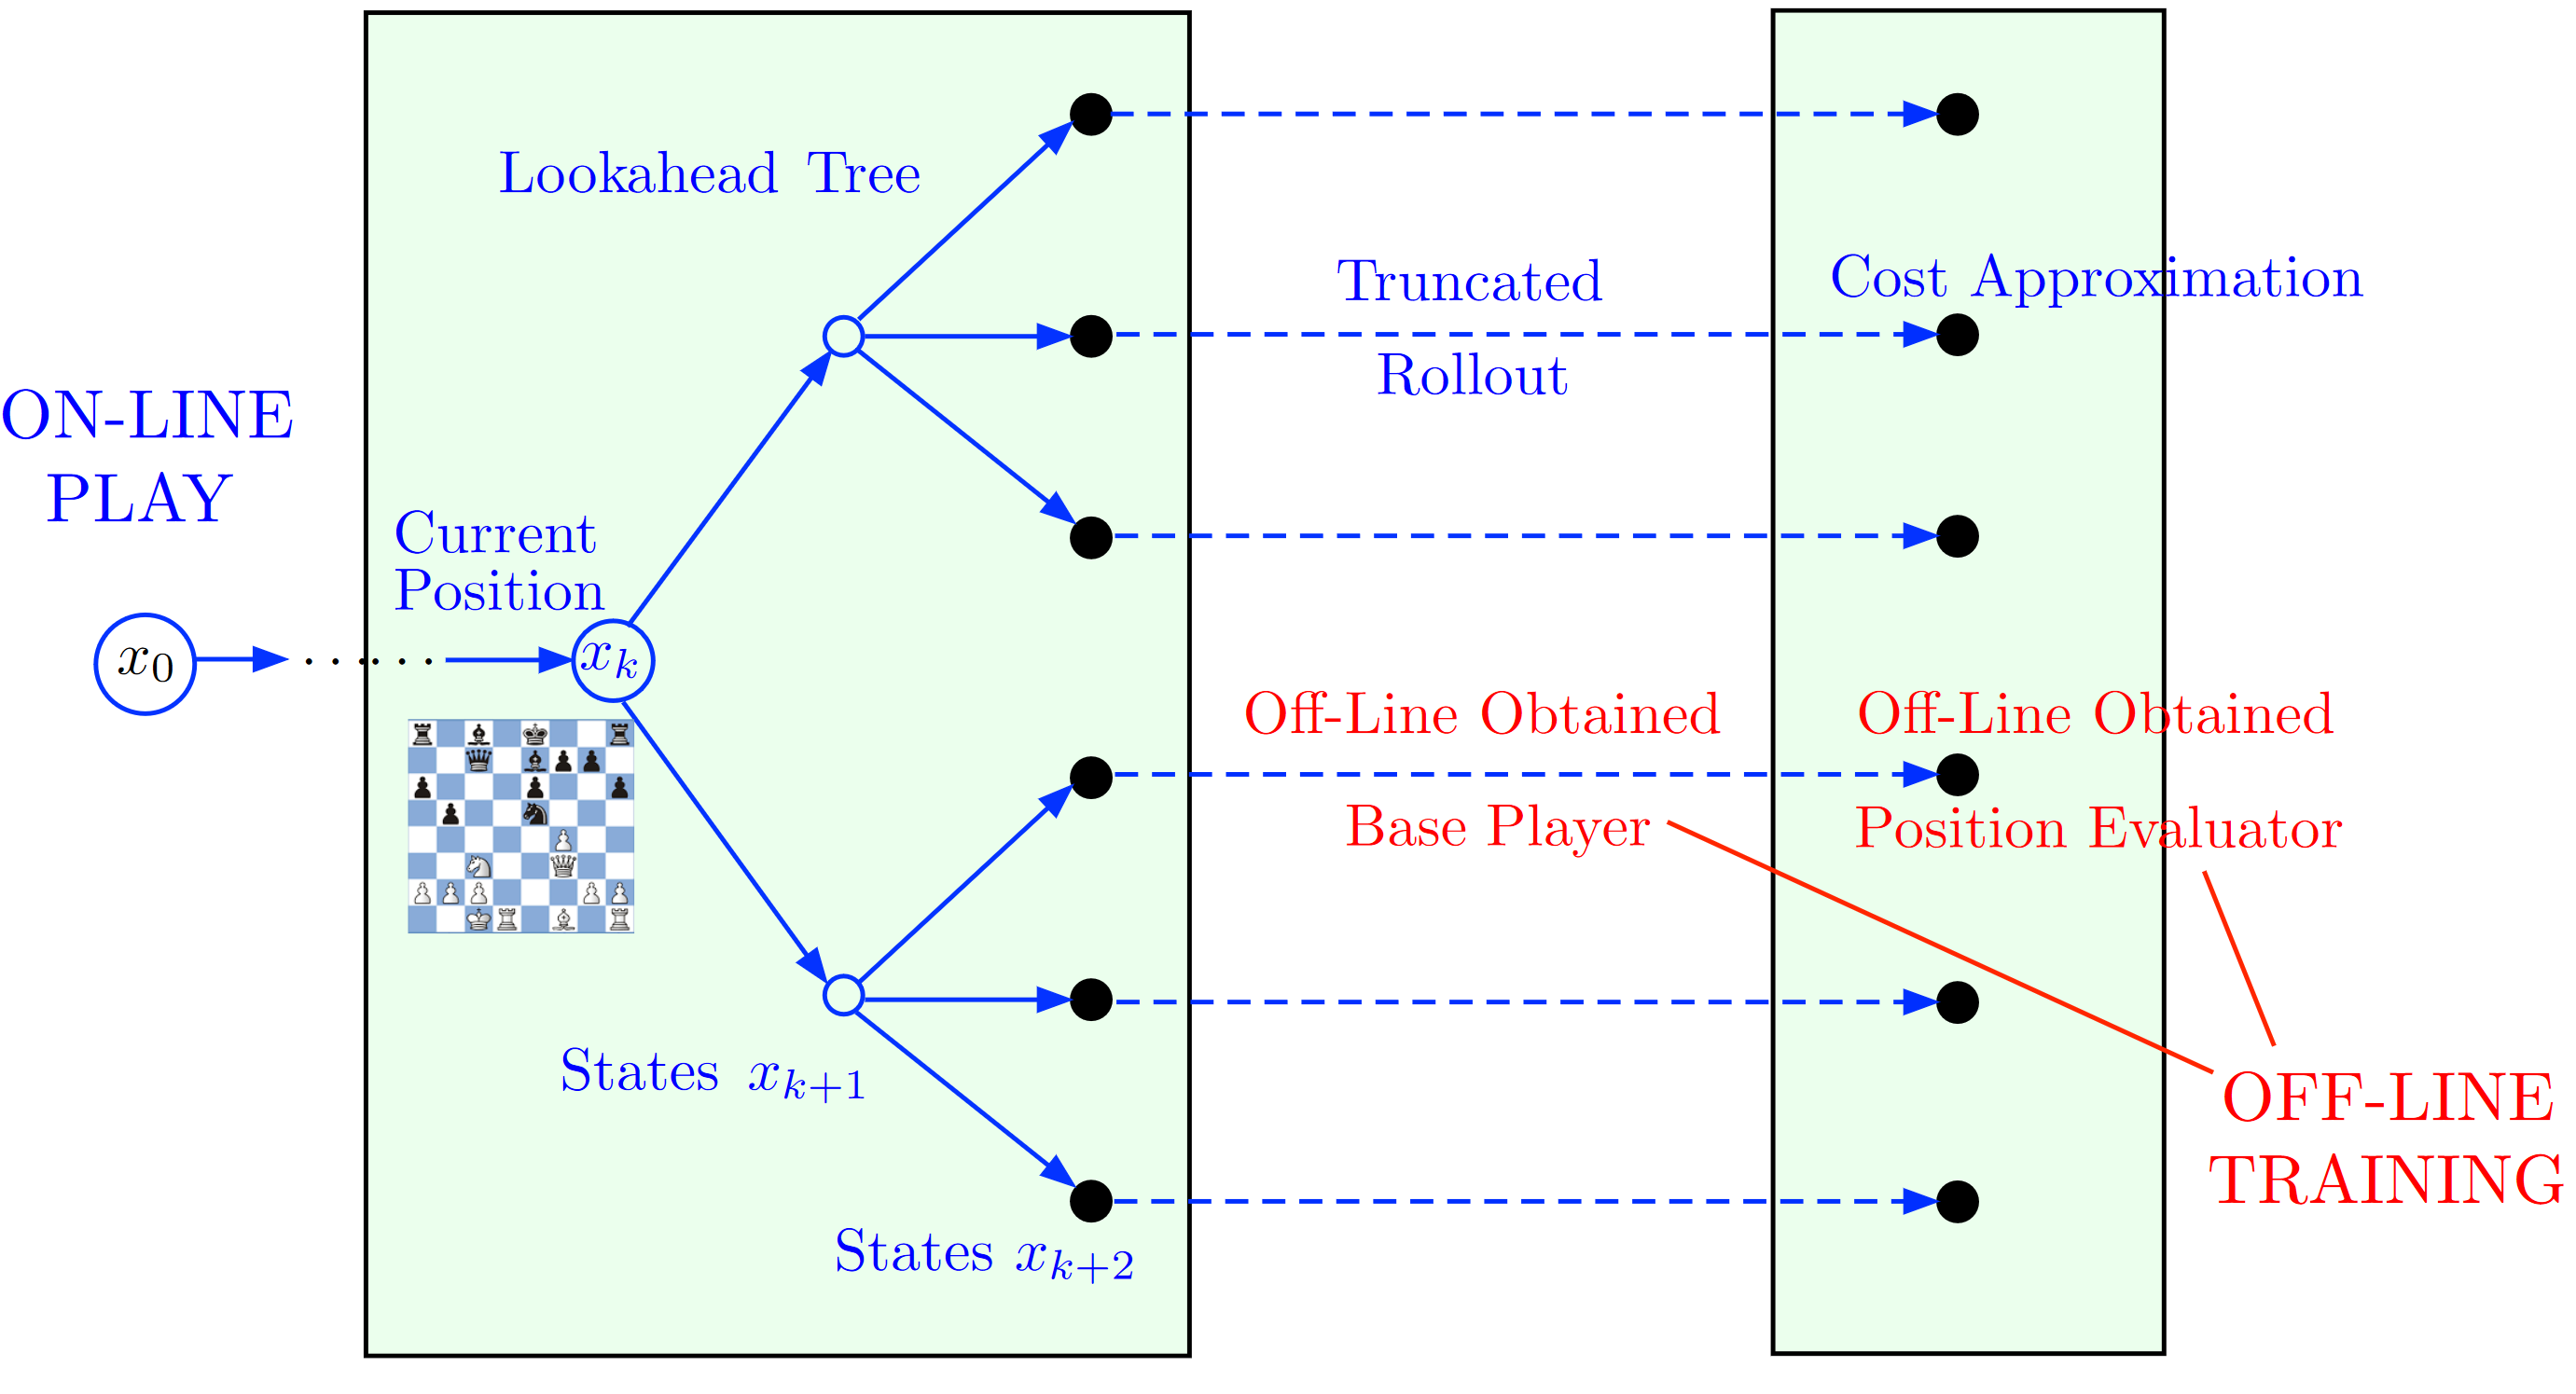 Lookahead Tree
Truncated
Rollout
Cost Approximation
ON-LINE
PLAY
Current
Position
x_0
......
x_k
Off-Line Obtained
Base Player
Off-Line Obtained
Position Evaluator
States x_{k+1}
States x_{k+2}
OFF-LINE
TRAINING